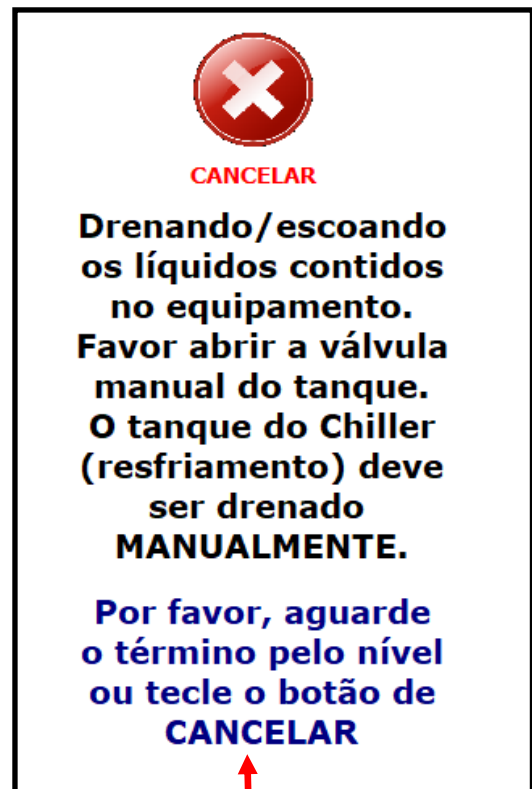 CANCELAR
Drenando/escoando
os líquidos contidos
no equipamento.
Favor abrir a válvula
manual do tanque.
O tanque do Chiller
(resfriamento) deve
ser drenado
MANUALMENTE.
Por favor, aguarde
o término pelo nível
ou tecle o botão de
CANCELAR